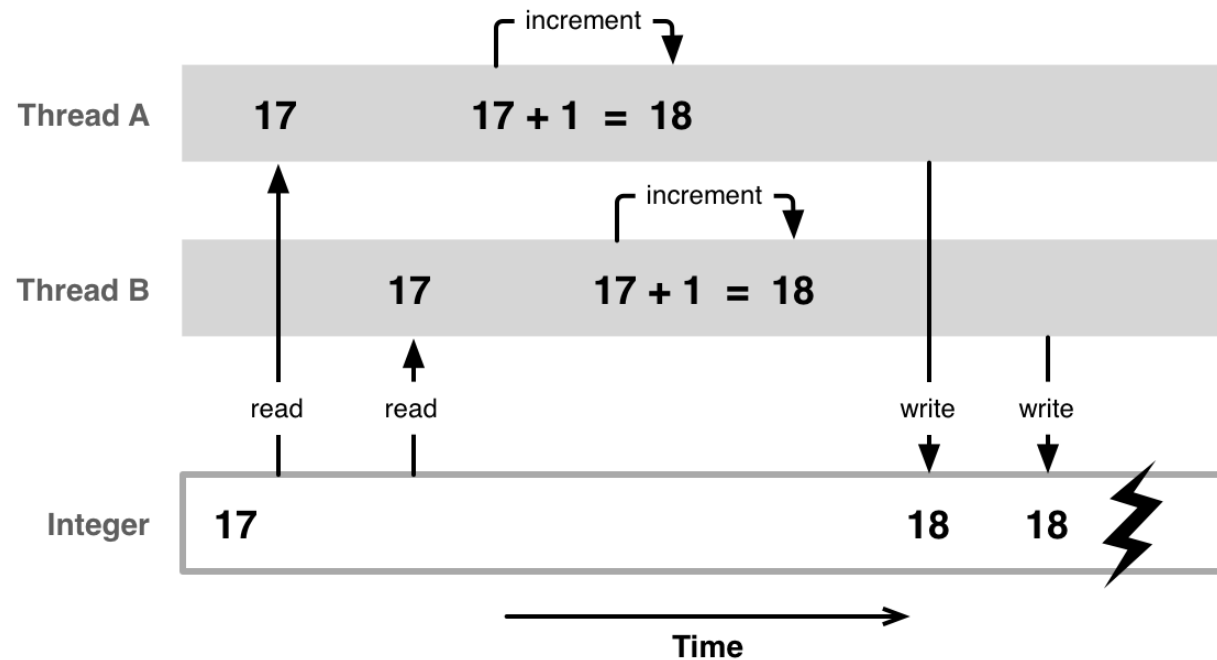 increment
Thread A 17 17 + 1 = 18
increment
Thread B 17 17 + 1 = 18
read read write write
Integer 17 18 18
Time